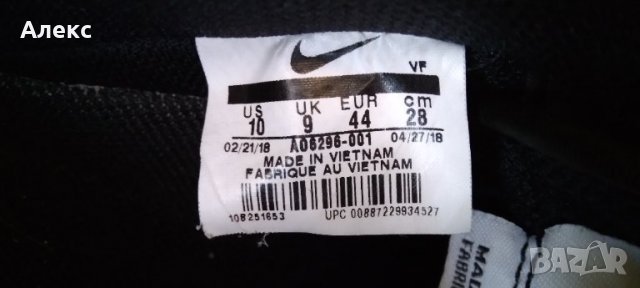 Алекс
VF
US UK EUR cm
10 9 44 28
02/21/18 AO6296-001 04/27/18
MADE IN VIETNAM
FABRIQUE AU VIETNAM
108251653 UPC 00887229934527
bazar